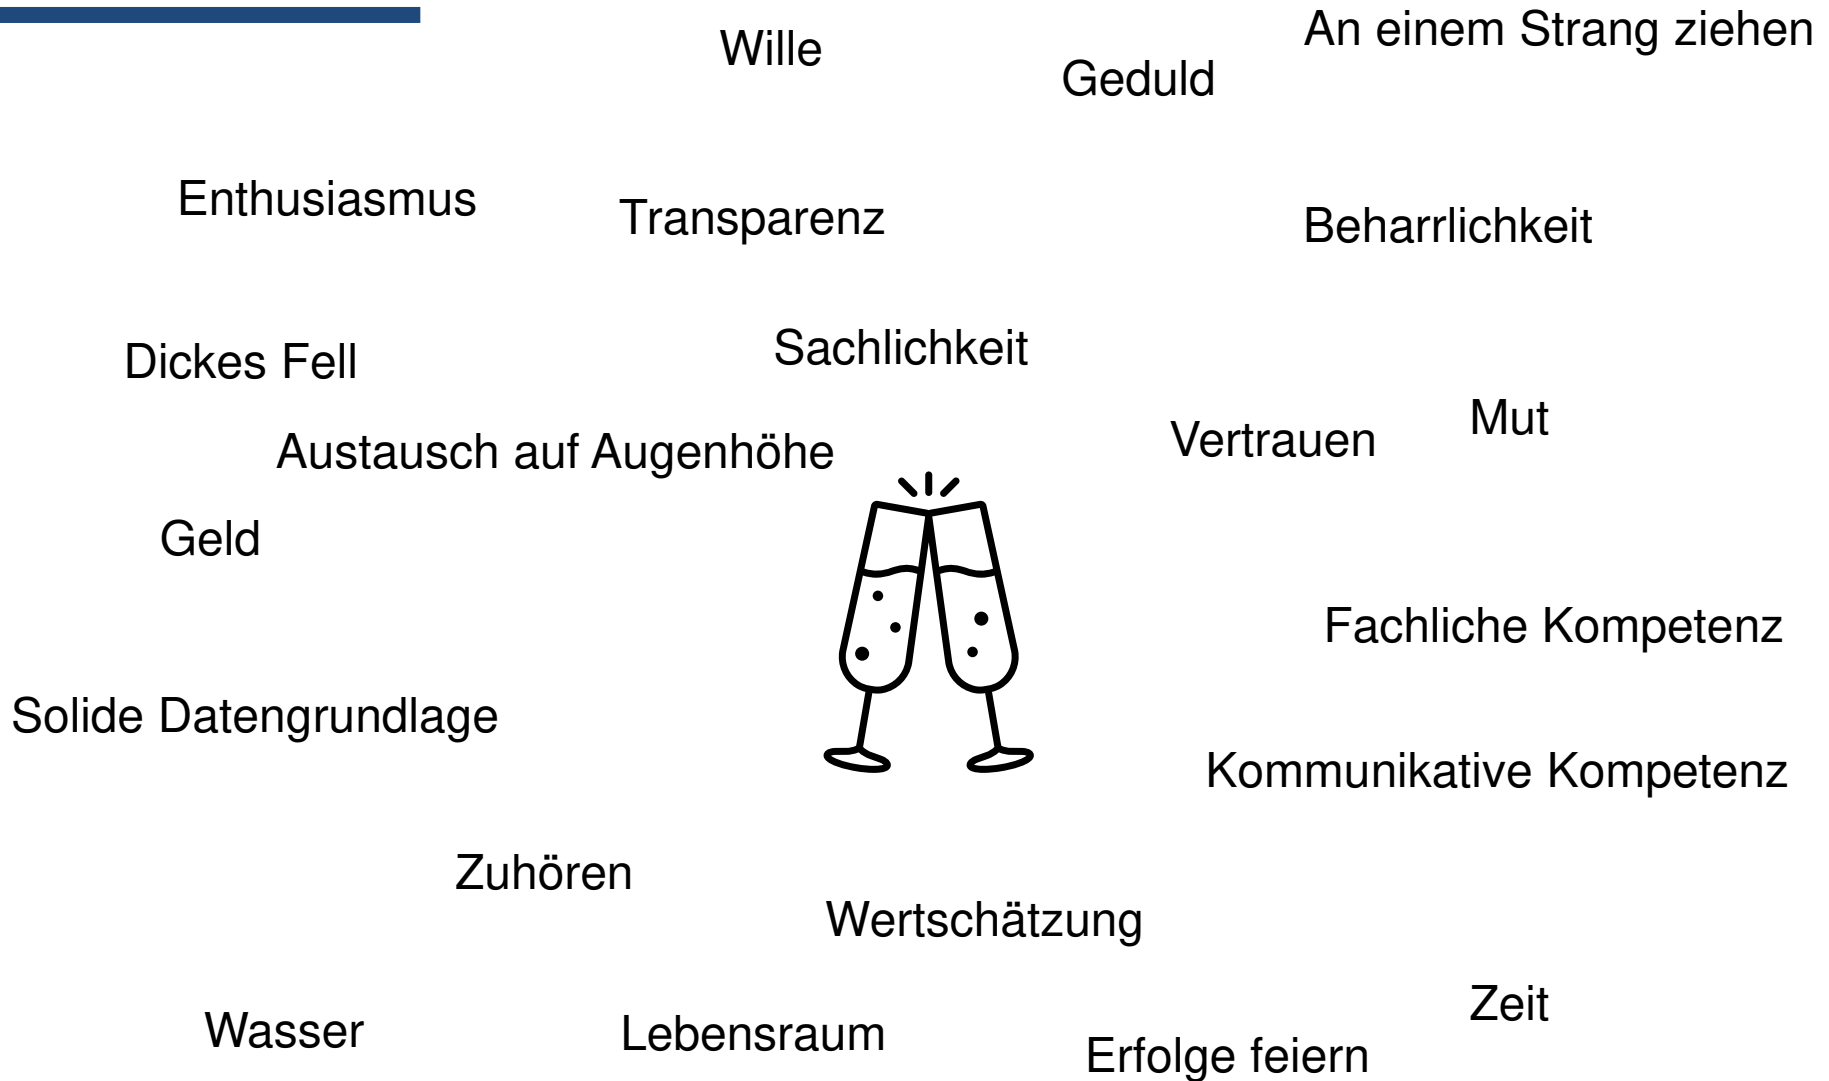 An einem Strang ziehen
Wille
Geduld
Enthusiasmus
Transparenz
Beharrlichkeit
Sachlichkeit
Dickes Fell
Mut
Vertrauen
Austausch auf Augenhöhe
Geld
Fachliche Kompetenz
Solide Datengrundlage
Kommunikative Kompetenz
Zuhören
Wertschätzung
Zeit
Wasser
Lebensraum
Erfolge feiern